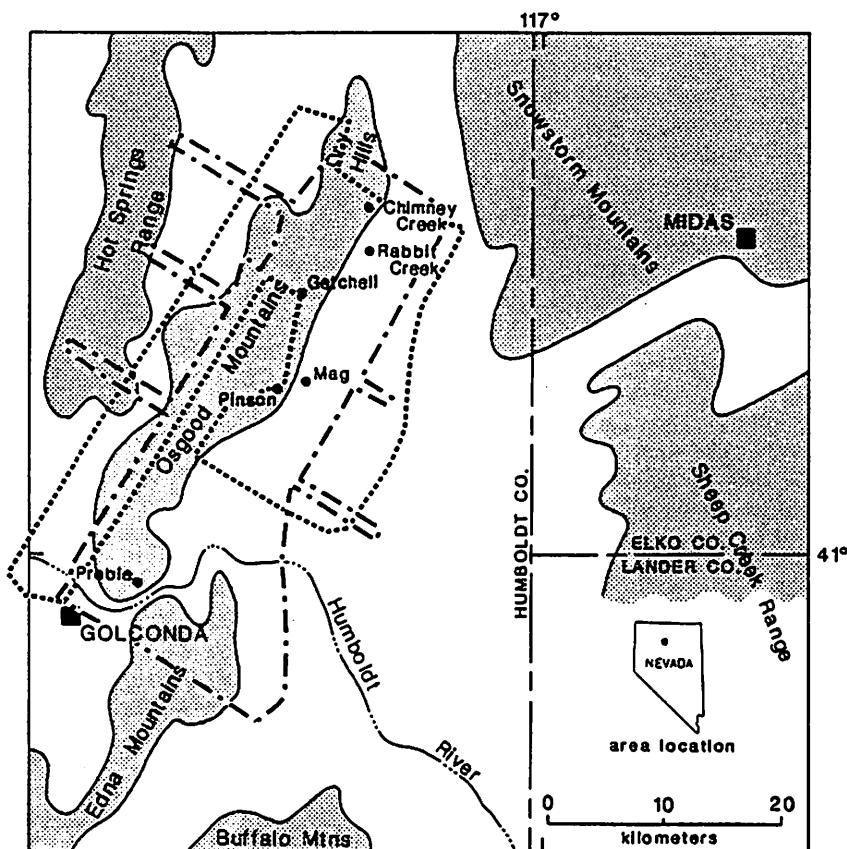 117°
Hot Springs
Range
Dry
Hills
Snowstorm Mountains
MIDAS
Chimney
Creek
Rabbit
Creek
Getchell
Osgood Mountains
Mag
Pinson
Sheep Creek Range
HUMBOLDT CO.
ELKO CO.
LANDER CO.
41°
Preble
GOLCONDA
Humboldt River
Edna Mountains
Buffalo Mtns
NEVADA
area location
0 10 20
kilometers